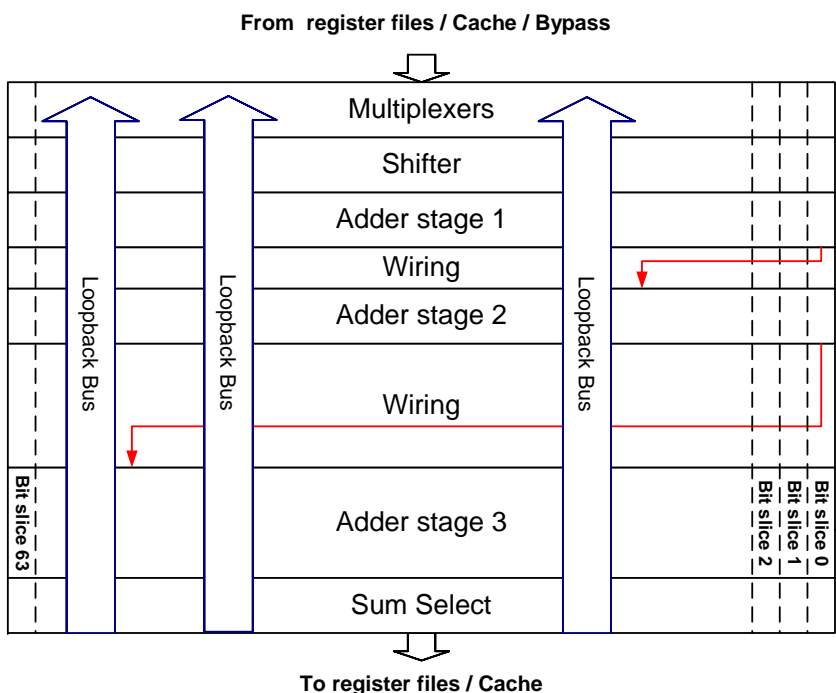 From register files / Cache / Bypass
Multiplexers
Shifter
Adder stage 1
Wiring
Adder stage 2
Wiring
Adder stage 3
Sum Select
Loopback Bus
Loopback Bus
Loopback Bus
Bit slice 63
Bit slice 2
Bit slice 1
Bit slice 0
To register files / Cache